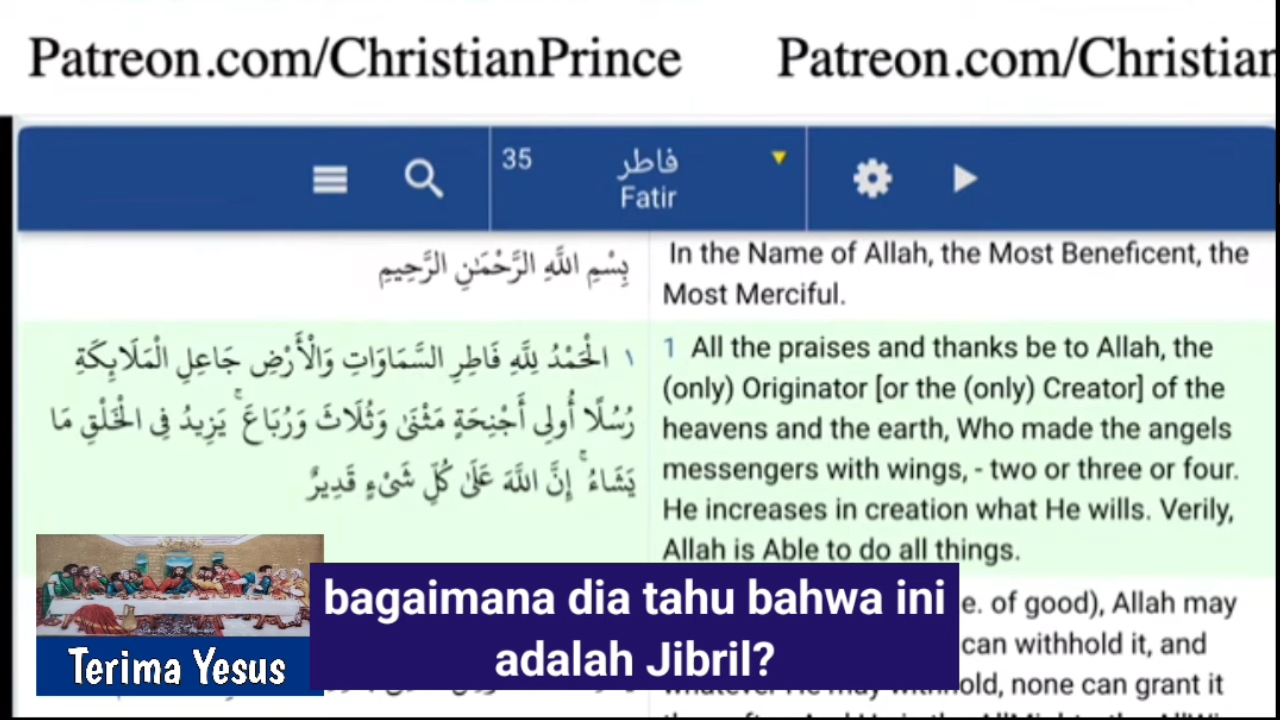 Patreon.com/ChristianPrince Patreon.com/Christian
35 فاطر
Fatir
بِسْمِ اللَّهِ الرَّحْمَٰنِ الرَّحِيمِ
In the Name of Allah, the Most Beneficent, the
Most Merciful.
١ الْحَمْدُ لِلَّهِ فَاطِرِ السَّمَاوَاتِ وَالْأَرْضِ جَاعِلِ الْمَلَائِكَةِ
رُسُلًا أُولِي أَجْنِحَةٍ مَثْنَىٰ وَثُلَاثَ وَرُبَاعَ ۚ يَزِيدُ فِي الْخَلْقِ مَا
يَشَاءُ ۚ إِنَّ اللَّهَ عَلَىٰ كُلِّ شَيْءٍ قَدِيرٌ
1 All the praises and thanks be to Allah, the
(only) Originator [or the (only) Creator] of the
heavens and the earth, Who made the angels
messengers with wings, - two or three or four.
He increases in creation what He wills. Verily,
Allah is Able to do all things.
e. of good), Allah may
can withhold it, and
old, none can grant it
Terima Yesus
bagaimana dia tahu bahwa ini
adalah Jibril?